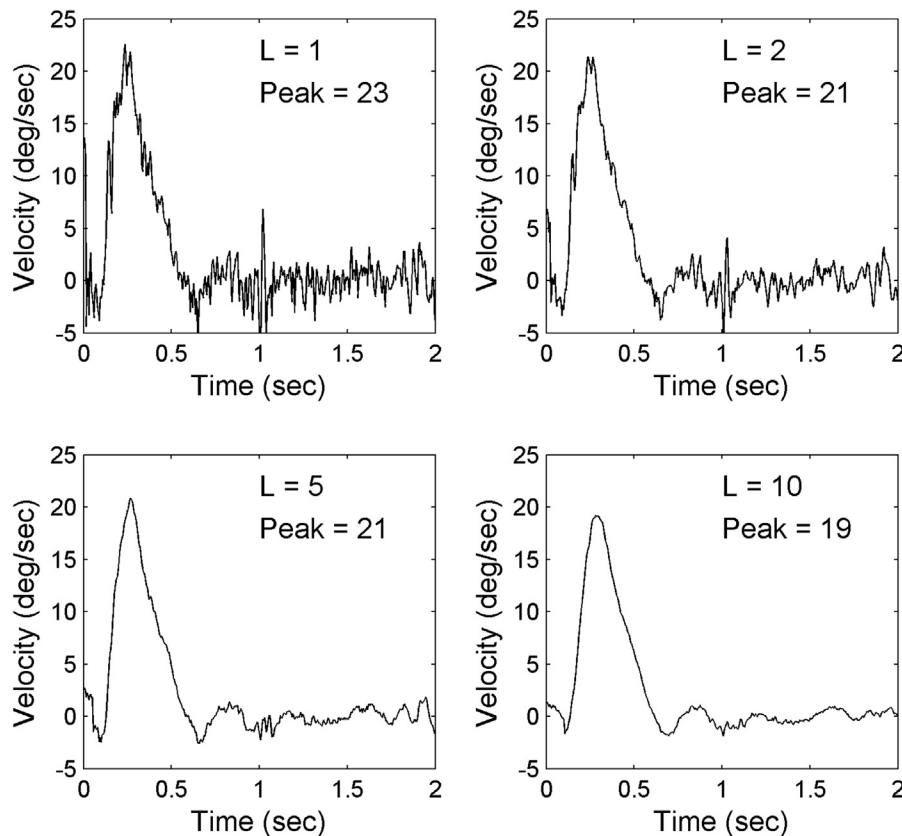 25
20
15
10
5
0
-5
Velocity (deg/sec)
L = 1
Peak = 23
0 0.5 1 1.5 2
Time (sec)
25
20
15
10
5
0
-5
Velocity (deg/sec)
L = 2
Peak = 21
0 0.5 1 1.5 2
Time (sec)
25
20
15
10
5
0
-5
Velocity (deg/sec)
L = 5
Peak = 21
0 0.5 1 1.5 2
Time (sec)
25
20
15
10
5
0
-5
Velocity (deg/sec)
L = 10
Peak = 19
0 0.5 1 1.5 2
Time (sec)